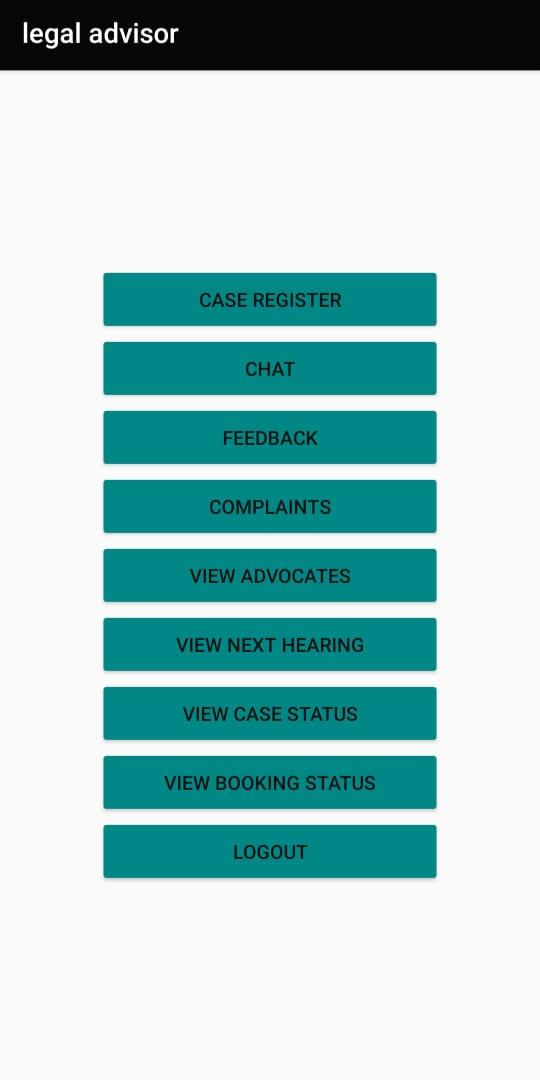 legal advisor
CASE REGISTER
CHAT
FEEDBACK
COMPLAINTS
VIEW ADVOCATES
VIEW NEXT HEARING
VIEW CASE STATUS
VIEW BOOKING STATUS
LOGOUT